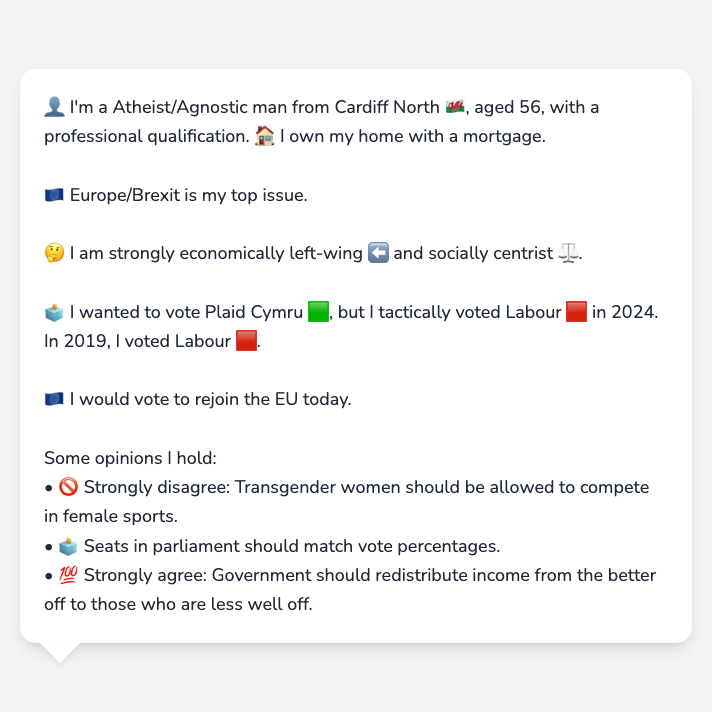 👤 I'm a Atheist/Agnostic man from Cardiff North 🏴󠁧󠁢󠁷󠁬󠁳󠁿, aged 56, with a
professional qualification. 🏠 I own my home with a mortgage.
🇪🇺 Europe/Brexit is my top issue.
🤔 I am strongly economically left-wing ⬅️ and socially centrist ⚖️.
🗳️ I wanted to vote Plaid Cymru 🟩, but I tactically voted Labour 🟥 in 2024.
In 2019, I voted Labour 🟥.
🇪🇺 I would vote to rejoin the EU today.
Some opinions I hold:
• 🚫 Strongly disagree: Transgender women should be allowed to compete
in female sports.
• 🗳️ Seats in parliament should match vote percentages.
• 💯 Strongly agree: Government should redistribute income from the better
off to those who are less well off.